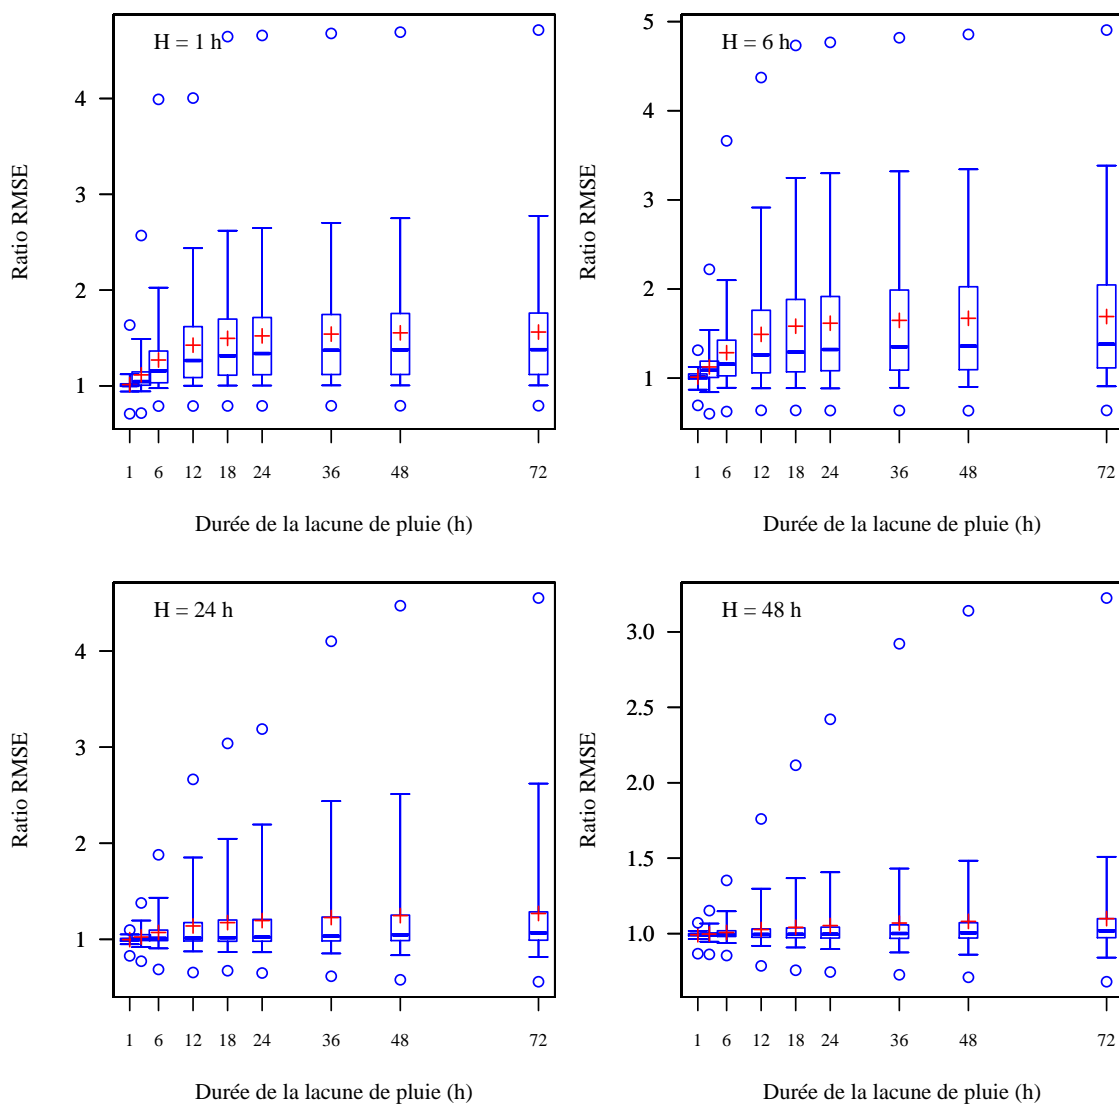 H = 1 h
4
3
2
1
Ratio RMSE
1 6 12 18 24 36 48 72
Durée de la lacune de pluie (h)
H = 6 h
5
4
3
2
1
Ratio RMSE
1 6 12 18 24 36 48 72
Durée de la lacune de pluie (h)
H = 24 h
4
3
2
1
Ratio RMSE
1 6 12 18 24 36 48 72
Durée de la lacune de pluie (h)
H = 48 h
3.0
2.5
2.0
1.5
1.0
Ratio RMSE
1 6 12 18 24 36 48 72
Durée de la lacune de pluie (h)